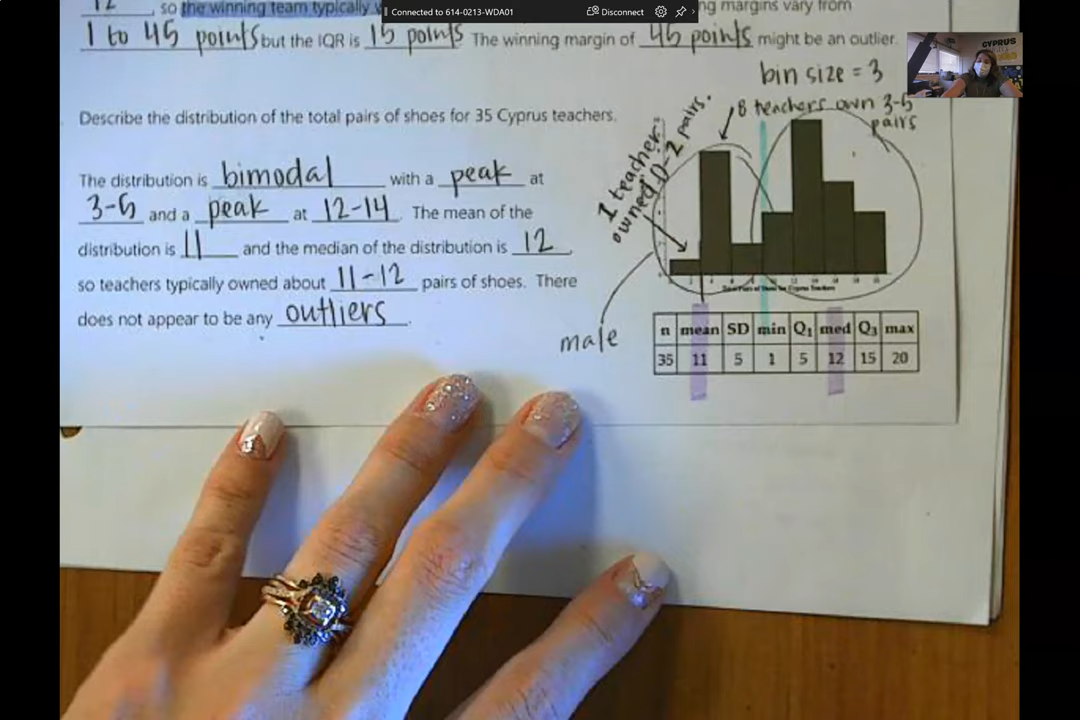 12, so the winning team typically
Connected to 614-0213-WDA01
Disconnect
ng margins vary from
1 to 45 points but the IQR is 15 points The winning margin of 45 points might be an outlier.
CYPRUS
bin size = 3
Describe the distribution of the total pairs of shoes for 35 Cyprus teachers.
8 teachers own 3-5
pairs
1 teacher
owned 0-2 pairs.
The distribution is bimodal with a peak at
3-5 and a peak at 12-14. The mean of the
distribution is 11 and the median of the distribution is 12
so teachers typically owned about 11-12 pairs of shoes. There
does not appear to be any outliers.
male
n mean SD min Q1 med Q3 max
35 11 5 1 5 12 15 20